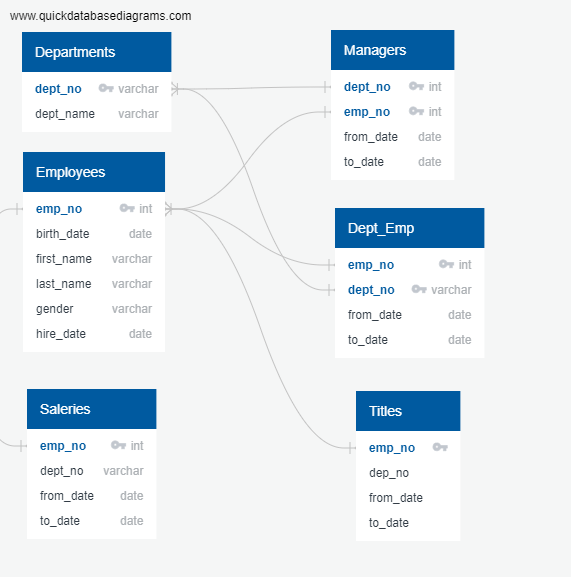 www.quickdatabasediagrams.com
Departments
dept_no varchar
dept_name varchar
Managers
dept_no int
emp_no int
from_date date
to_date date
Employees
emp_no int
birth_date date
first_name varchar
last_name varchar
gender varchar
hire_date date
Dept_Emp
emp_no int
dept_no varchar
from_date date
to_date date
Saleries
emp_no int
dept_no varchar
from_date date
to_date date
Titles
emp_no
dep_no
from_date
to_date